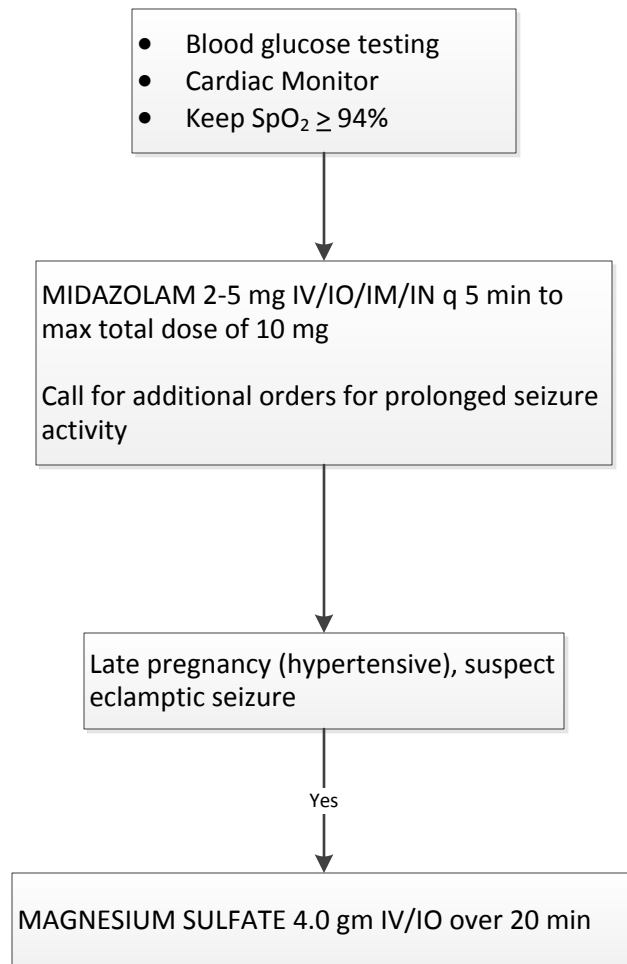 • Blood glucose testing
• Cardiac Monitor
• Keep SpO₂ ≥ 94%
MIDAZOLAM 2-5 mg IV/IO/IM/IN q 5 min to
max total dose of 10 mg
Call for additional orders for prolonged seizure
activity
Late pregnancy (hypertensive), suspect
eclamptic seizure
Yes
MAGNESIUM SULFATE 4.0 gm IV/IO over 20 min